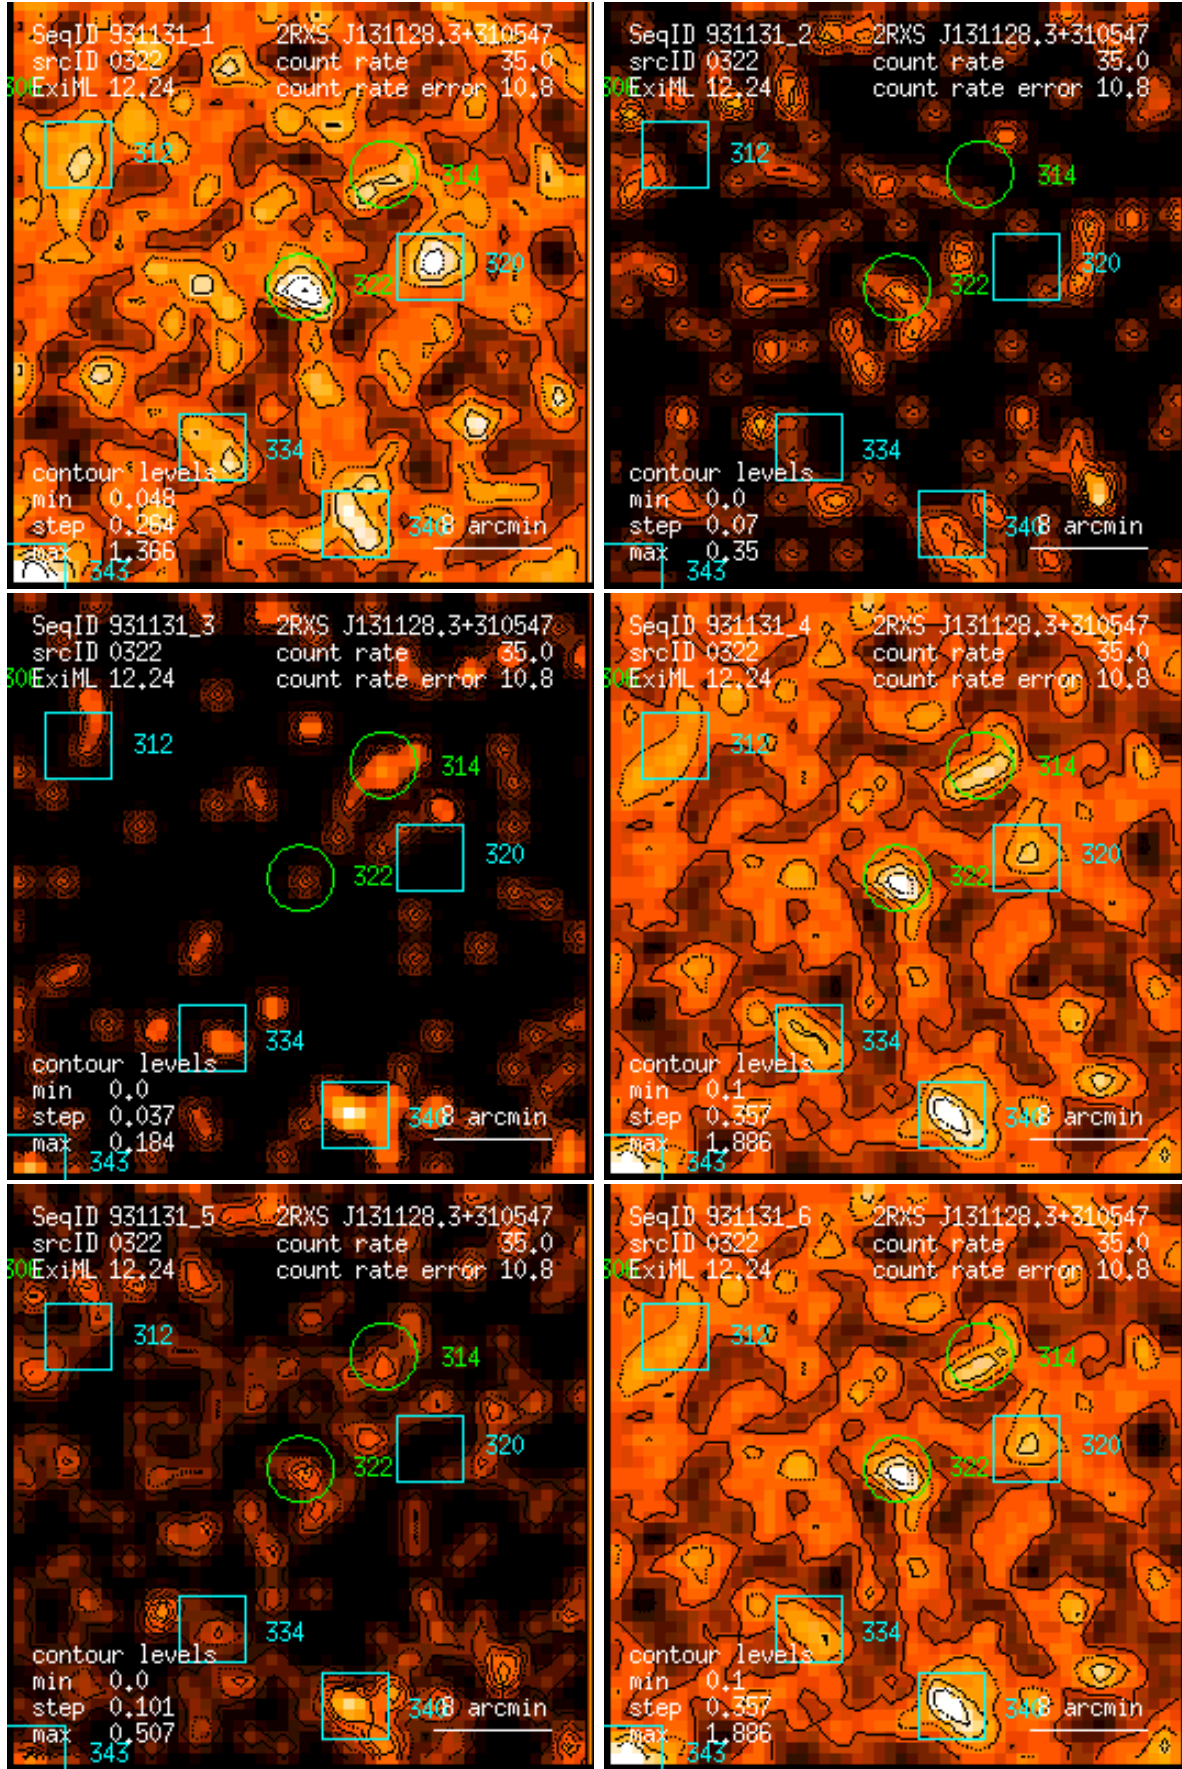 SeqID 931131_1 2RXS J131128.3+310547
srcID 0322 count rate 35.0
ExiML 12.24 count rate error 10.8
312
314
320
322
334
contour levels
min 0.048
step 0.264
340 8 arcmin
max 1.366
343
SeqID 931131_2 2RXS J131128.3+310547
srcID 0322 count rate 35.0
ExiML 12.24 count rate error 10.8
312
314
320
322
334
contour levels
min 0.0
step 0.07
340 8 arcmin
max 0.35
343
SeqID 931131_3 2RXS J131128.3+310547
srcID 0322 count rate 35.0
ExiML 12.24 count rate error 10.8
312
314
320
322
334
contour levels
min 0.0
step 0.037
340 8 arcmin
max 0.184
343
SeqID 931131_4 2RXS J131128.3+310547
srcID 0322 count rate 35.0
ExiML 12.24 count rate error 10.8
312
314
320
322
334
contour levels
min 0.1
step 0.357
340 8 arcmin
max 1.886
343
SeqID 931131_5 2RXS J131128.3+310547
srcID 0322 count rate 35.0
ExiML 12.24 count rate error 10.8
312
314
320
322
334
contour levels
min 0.0
step 0.101
340 8 arcmin
max 0.507
343
SeqID 931131_6 2RXS J131128.3+310547
srcID 0322 count rate 35.0
ExiML 12.24 count rate error 10.8
312
314
320
322
334
contour levels
min 0.1
step 0.357
340 8 arcmin
max 1.886
343